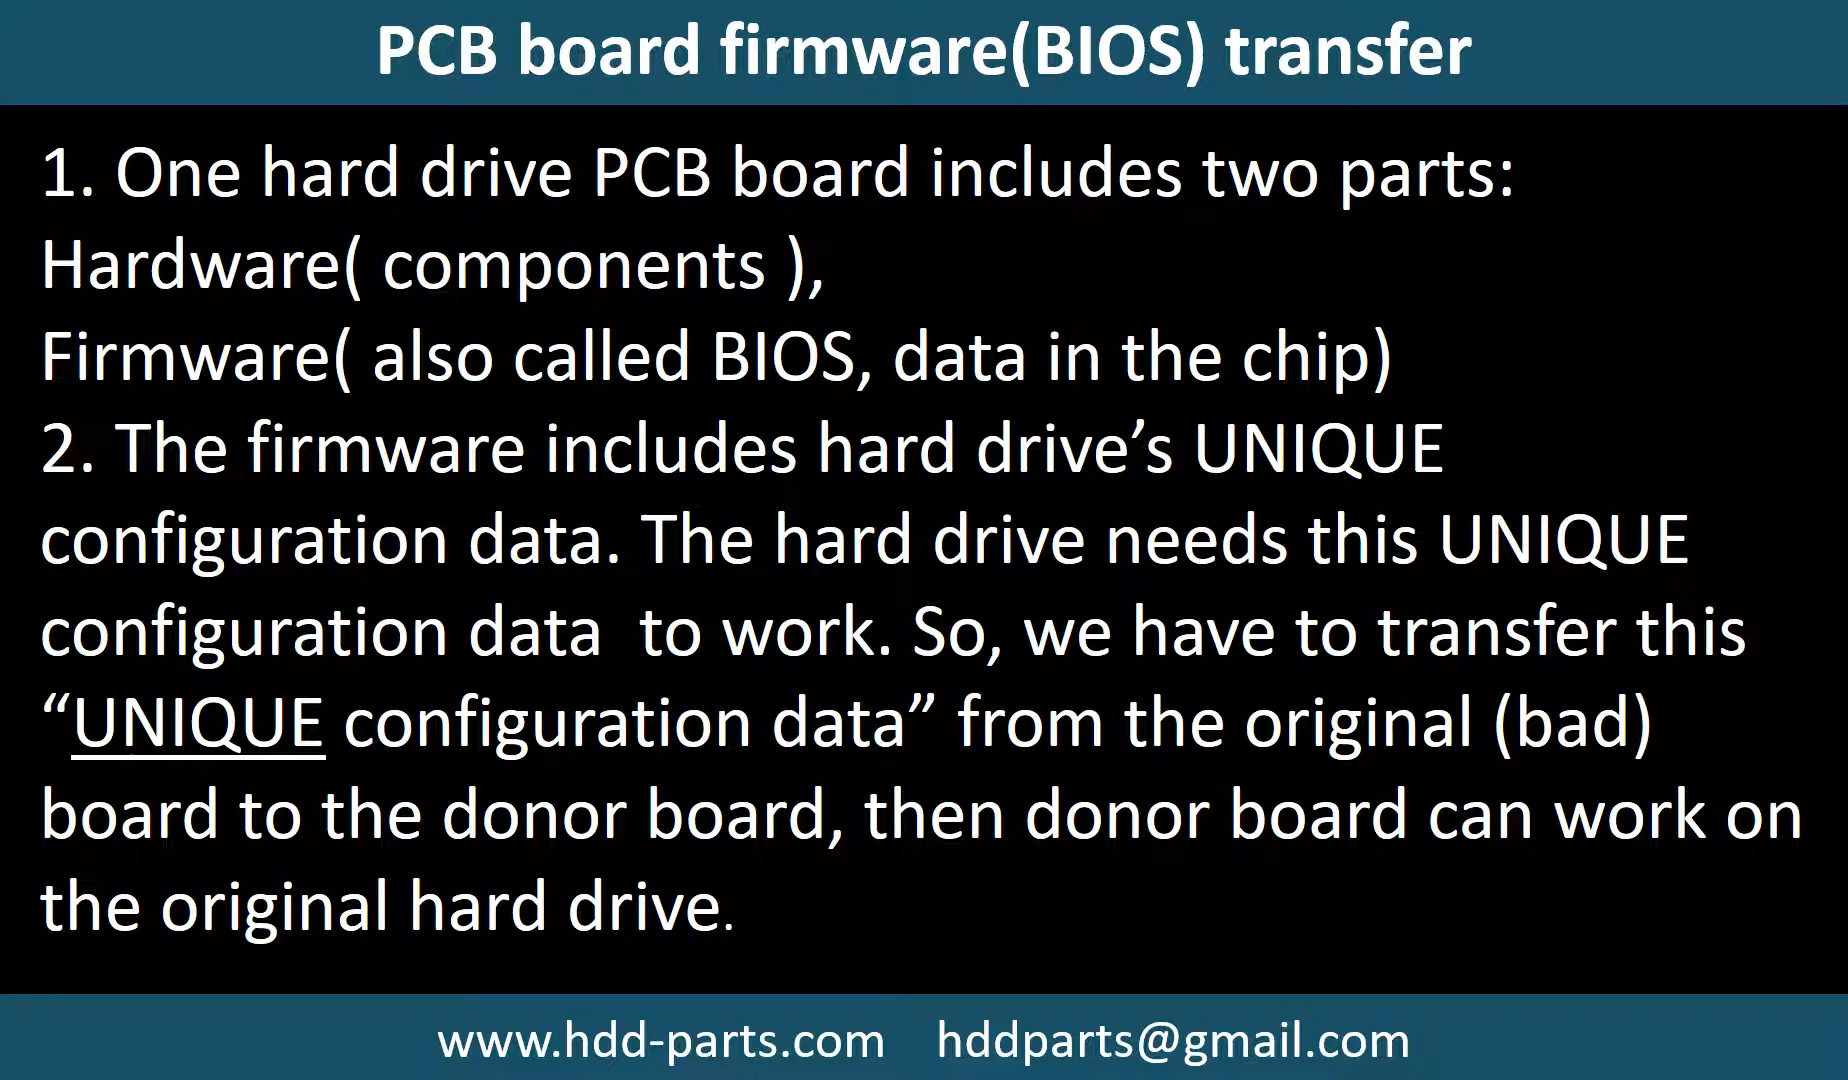 PCB board firmware(BIOS) transfer
1. One hard drive PCB board includes two parts:
Hardware( components ),
Firmware( also called BIOS, data in the chip)
2. The firmware includes hard drive’s UNIQUE
configuration data. The hard drive needs this UNIQUE
configuration data  to work. So, we have to transfer this
“UNIQUE configuration data” from the original (bad)
board to the donor board, then donor board can work on
the original hard drive.
www.hdd-parts.com    hddparts@gmail.com